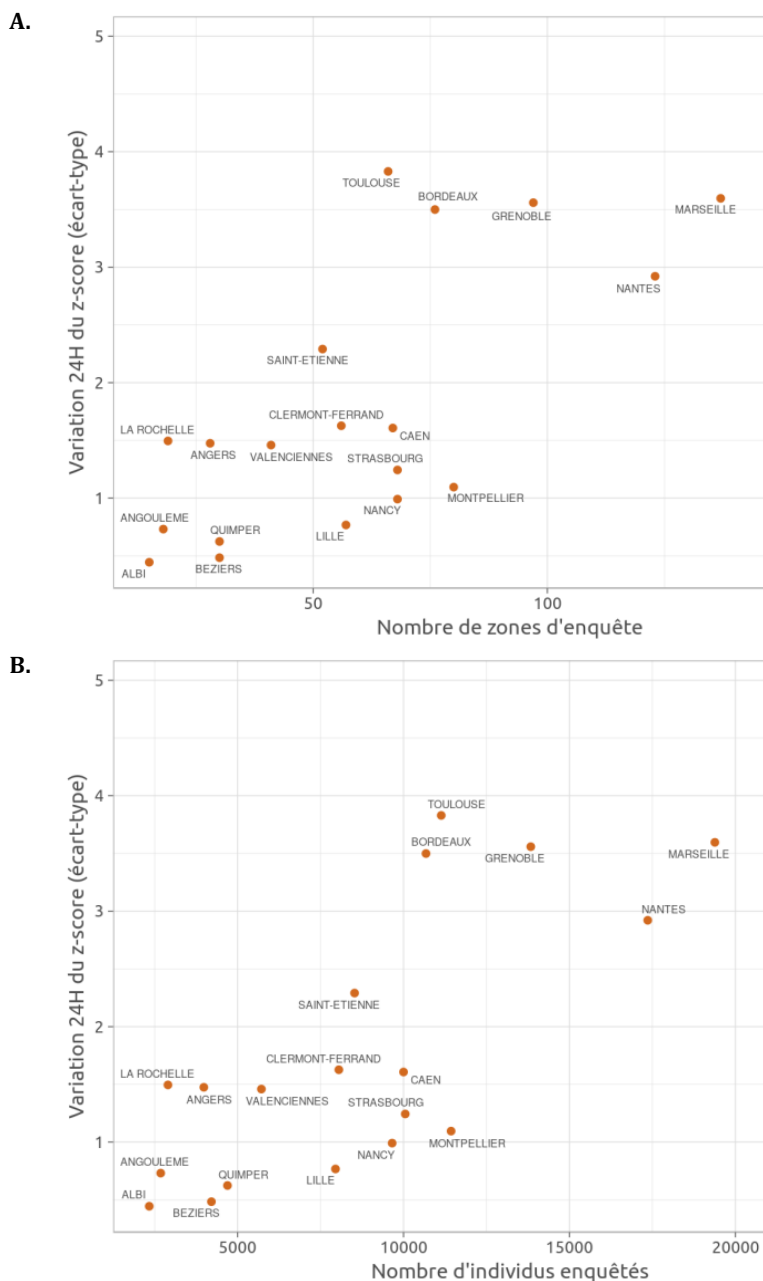 A.
5
4
3
2
1
Variation 24H du z-score (écart-type)
TOULOUSE
BORDEAUX
GRENOBLE
MARSEILLE
NANTES
SAINT-ETIENNE
CLERMONT-FERRAND
LA ROCHELLE
CAEN
ANGERS
VALENCIENNES
STRASBOURG
MONTPELLIER
NANCY
ANGOULEME
QUIMPER
LILLE
BEZIERS
ALBI
50
100
Nombre de zones d'enquête
B.
5
4
3
2
1
Variation 24H du z-score (écart-type)
TOULOUSE
BORDEAUX
GRENOBLE
MARSEILLE
NANTES
SAINT-ETIENNE
CLERMONT-FERRAND
LA ROCHELLE
CAEN
ANGERS
VALENCIENNES
STRASBOURG
MONTPELLIER
NANCY
ANGOULEME
QUIMPER
LILLE
ALBI
BEZIERS
5000
10000
15000
20000
Nombre d'individus enquêtés